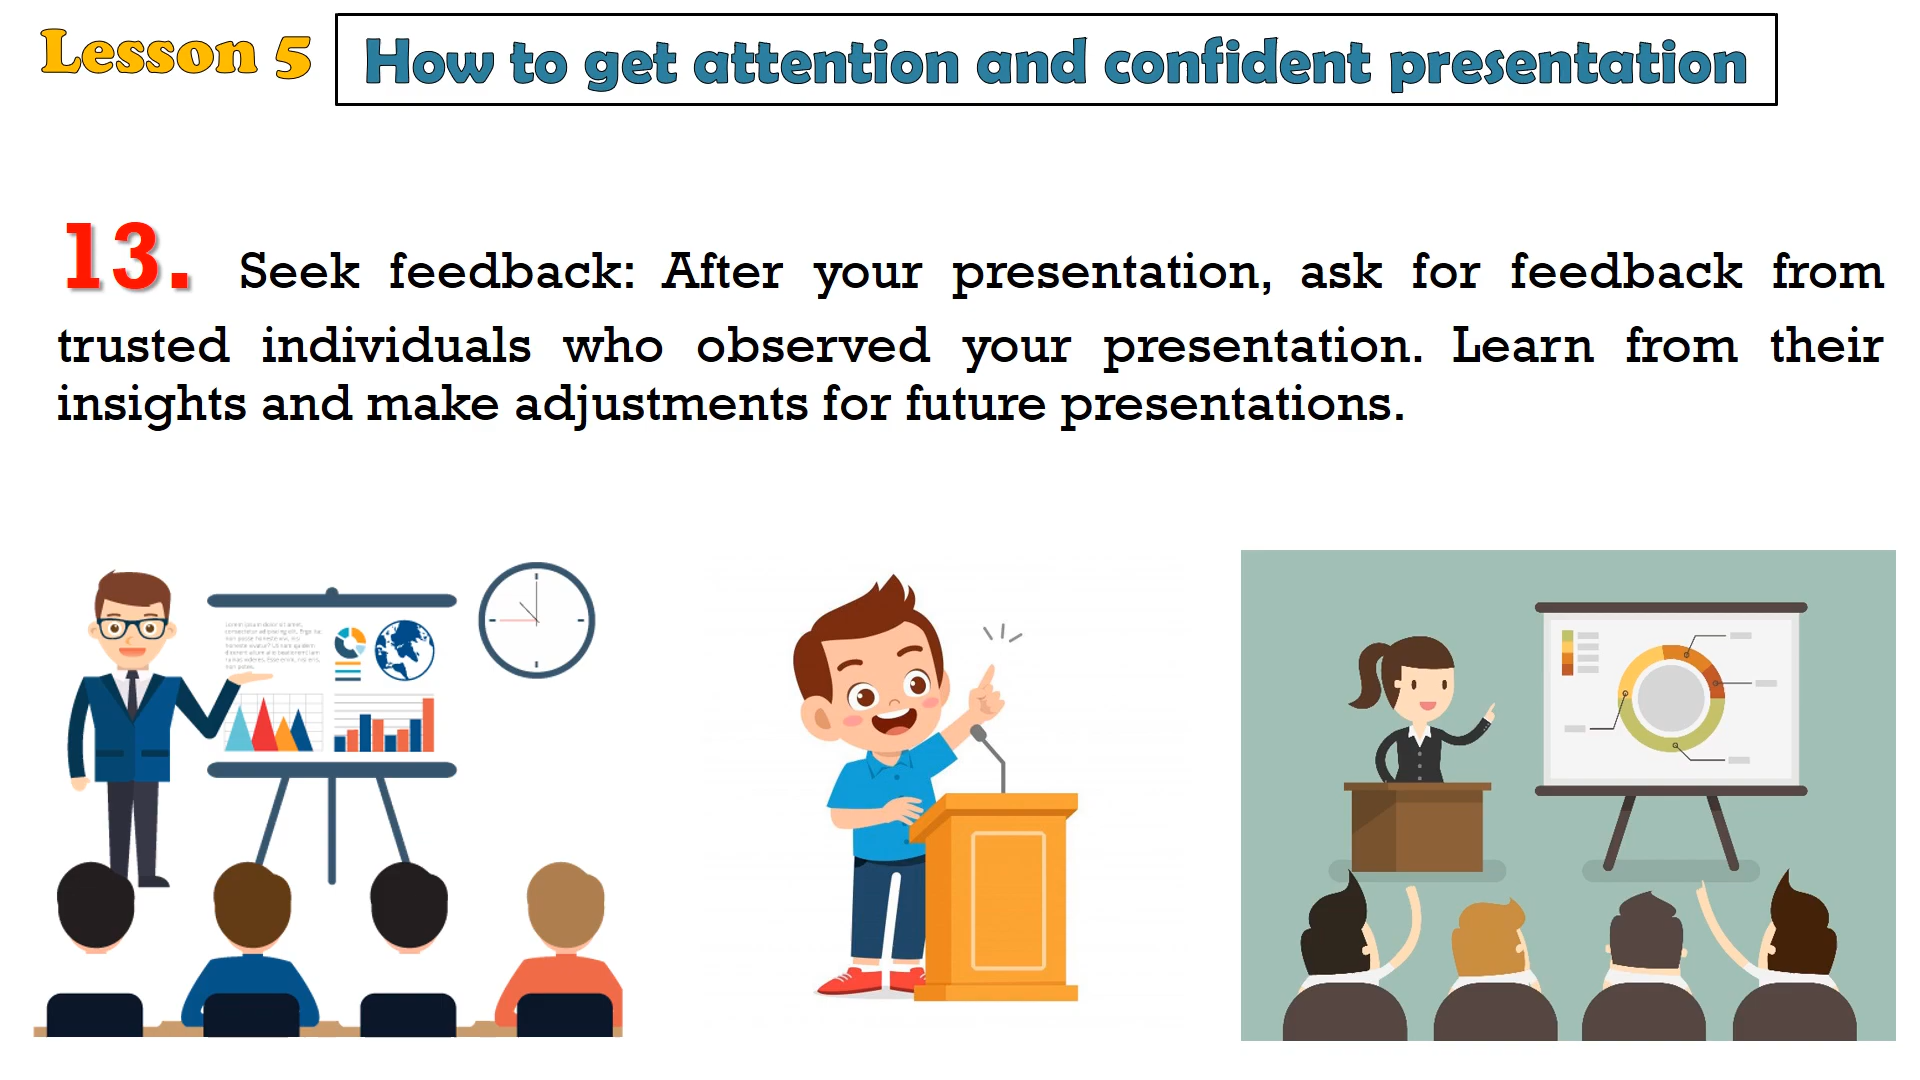 Lesson 5
How to get attention and confident presentation
13. Seek feedback: After your presentation, ask for feedback from
trusted individuals who observed your presentation. Learn from their
insights and make adjustments for future presentations.